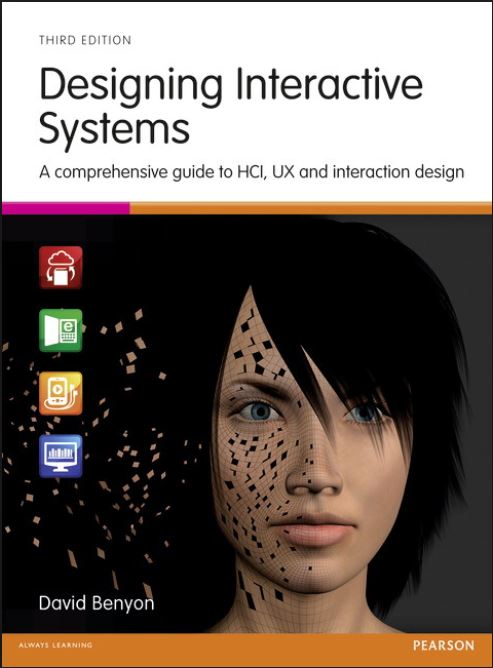 THIRD EDITION
Designing Interactive
Systems
A comprehensive guide to HCI, UX and interaction design
David Benyon
ALWAYS LEARNING
PEARSON